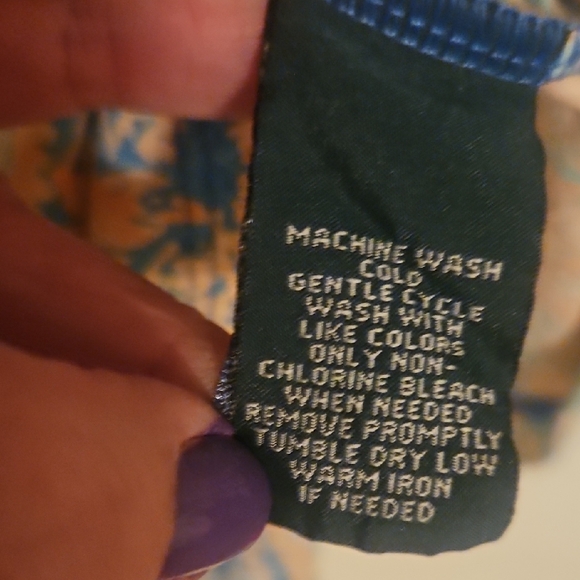 MACHINE WASH
COLD
GENTLE CYCLE
WASH WITH
LIKE COLORS
ONLY NON-
CHLORINE BLEACH
WHEN NEEDED
REMOVE PROMPTLY
TUMBLE DRY LOW
WARM IRON
IF NEEDED